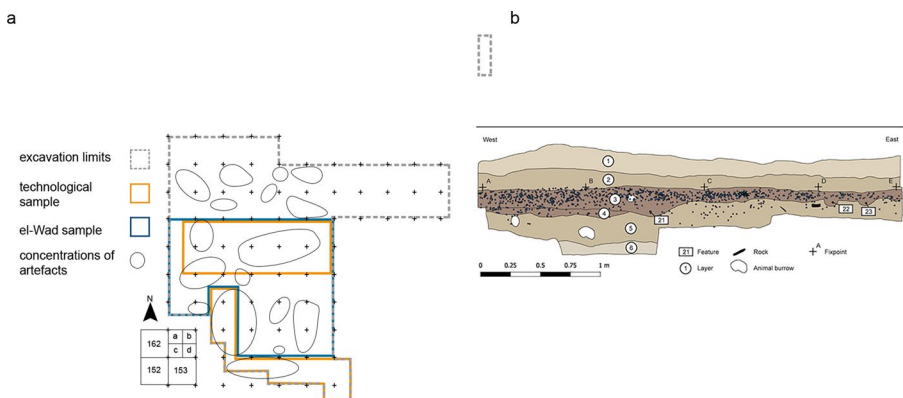 a
excavation limits
technological
sample
el-Wad sample
concentrations of
artefacts
N
162
a b
c d
152 153
b
West East
1
A B 2 C D E
3
4
21 22 23
5
6
0 0.25 0.5 0.75 1 m
21 Feature Rock A Fixpoint
1 Layer Animal burrow